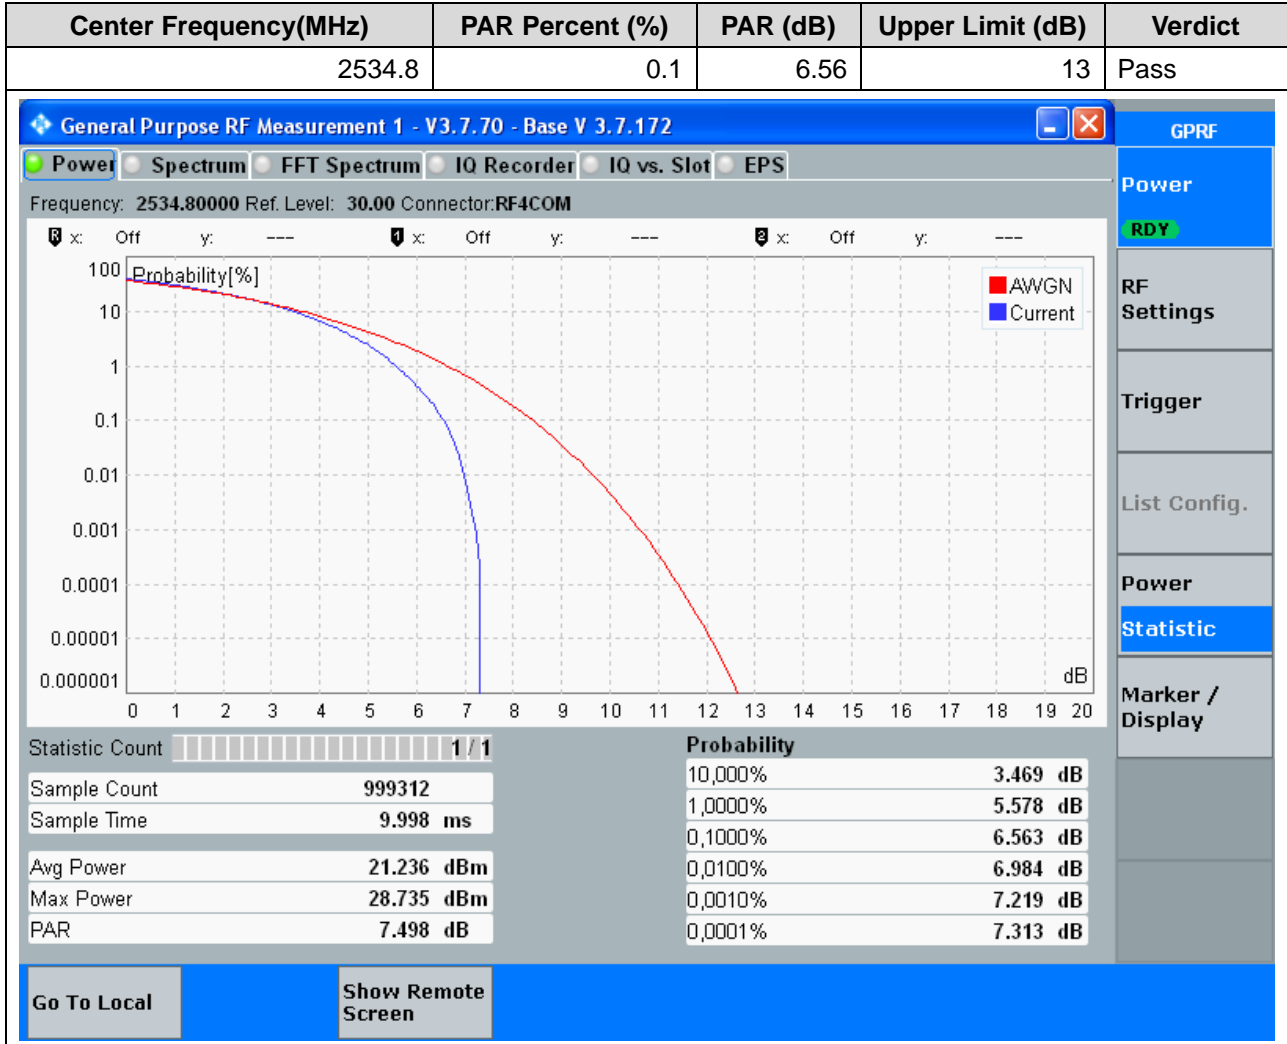 Center Frequency(MHz) PAR Percent (%) PAR (dB) Upper Limit (dB) Verdict
2534.8 0.1 6.56 13 Pass
General Purpose RF Measurement 1 - V3.7.70 - Base V 3.7.172
GPRF
Power Spectrum FFT Spectrum IQ Recorder IQ vs. Slot EPS
Frequency: 2534.80000 Ref. Level: 30.00 Connector:RF4COM
R x: Off y: --- 1 x: Off y: --- 2 x: Off y: ---
Probability[%]
100
10
1
0.1
0.01
0.001
0.0001
0.00001
0.000001
AWGN
Current
dB
0 1 2 3 4 5 6 7 8 9 10 11 12 13 14 15 16 17 18 19 20
Statistic Count 1 / 1
Sample Count 999312
Sample Time 9.998 ms
Avg Power 21.236 dBm
Max Power 28.735 dBm
PAR 7.498 dB
Probability
10,000% 3.469 dB
1,0000% 5.578 dB
0,1000% 6.563 dB
0,0100% 6.984 dB
0,0010% 7.219 dB
0,0001% 7.313 dB
Power
RDY
RF
Settings
Trigger
List Config.
Power
Statistic
Marker /
Display
Go To Local
Show Remote
Screen